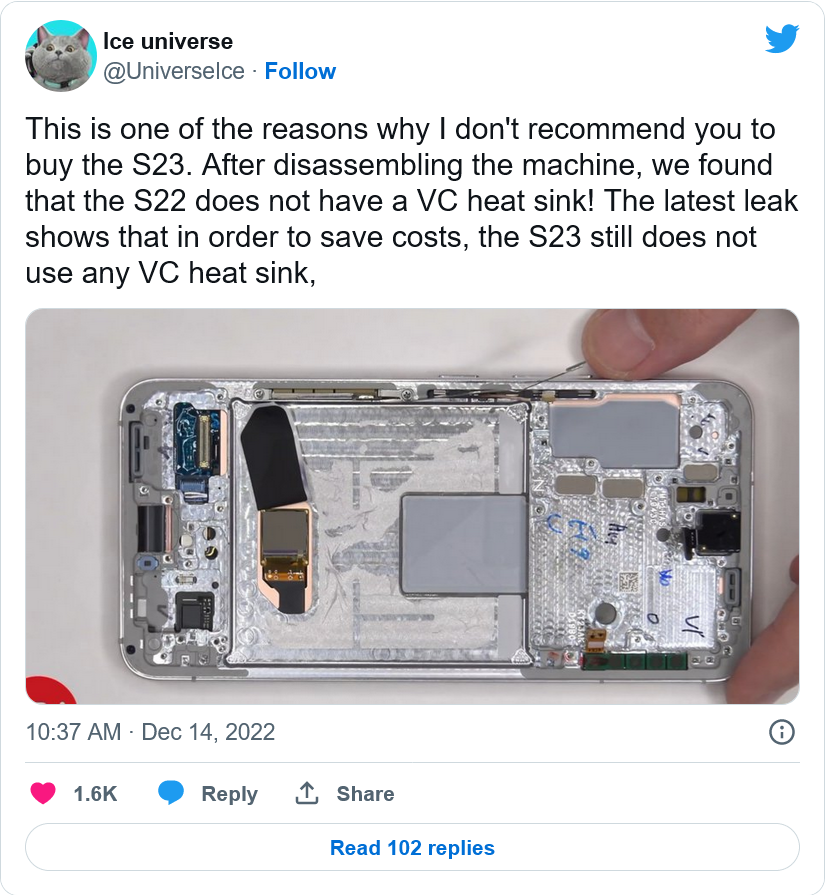 Ice universe
@UniverseIce · Follow
This is one of the reasons why I don't recommend you to
buy the S23. After disassembling the machine, we found
that the S22 does not have a VC heat sink! The latest leak
shows that in order to save costs, the S23 still does not
use any VC heat sink,
10:37 AM · Dec 14, 2022
1.6K Reply Share
Read 102 replies